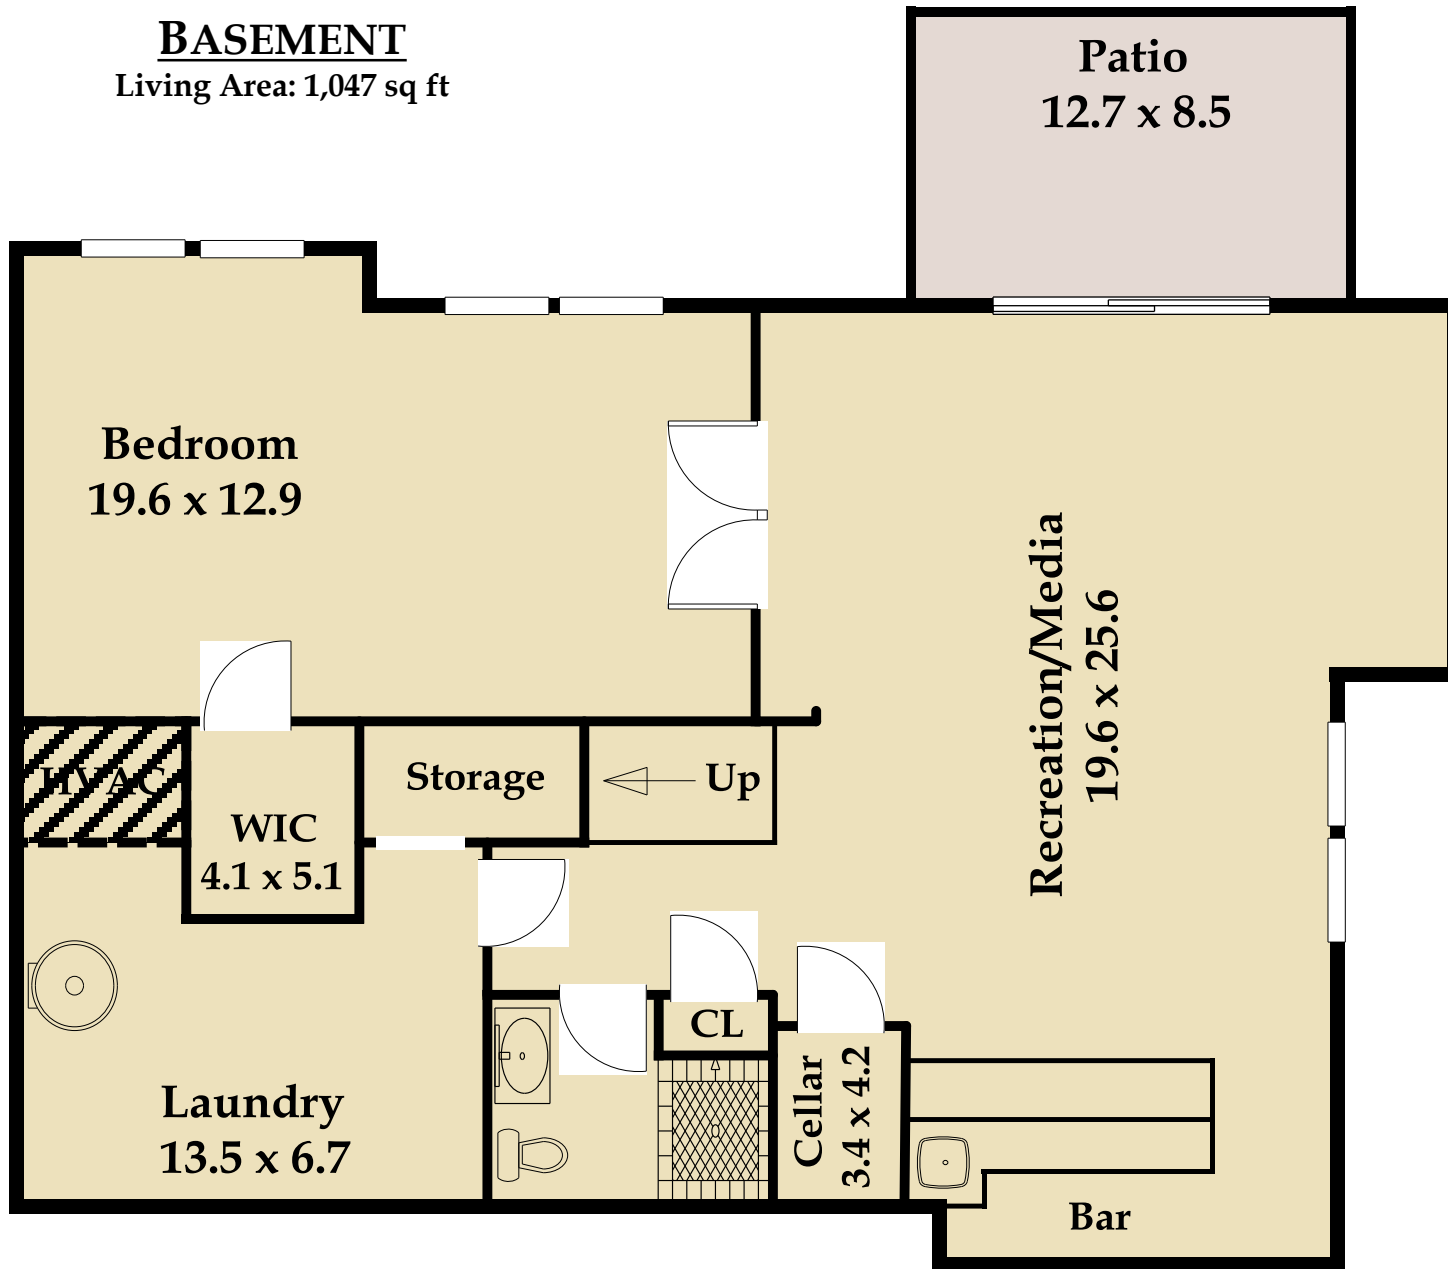 BASEMENT
Living Area: 1,047 sq ft
Patio
12.7 x 8.5
Bedroom
19.6 x 12.9
Recreation/Media
19.6 x 25.6
HVAC
Storage
Up
WIC
4.1 x 5.1
CL
Cellar
3.4 x 4.2
Laundry
13.5 x 6.7
Bar